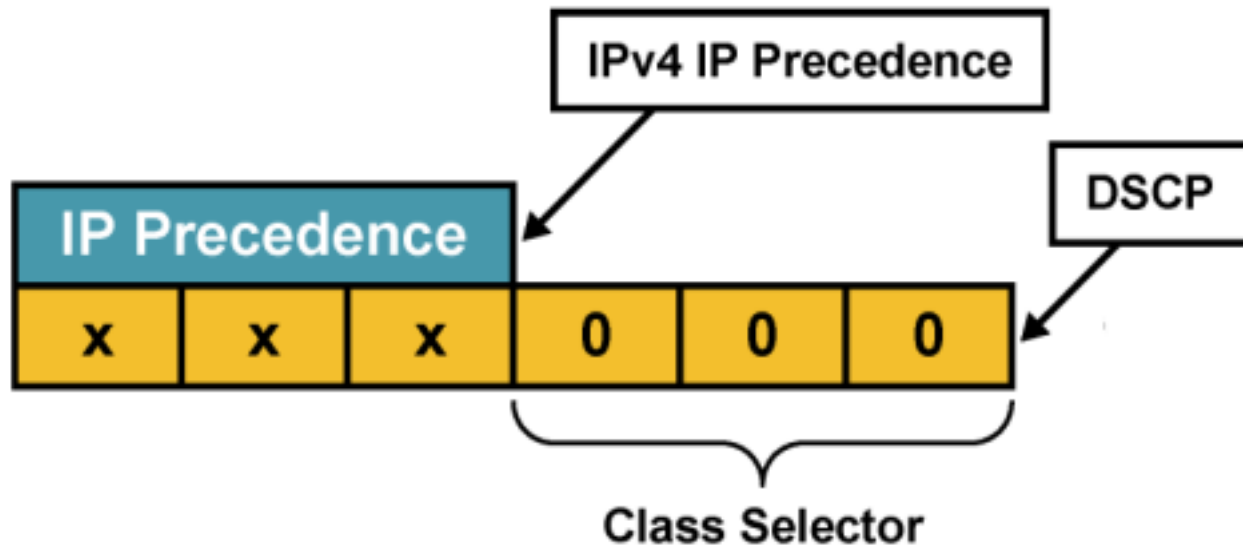 IPv4 IP Precedence
DSCP
IP Precedence
x x x 0 0 0
Class Selector